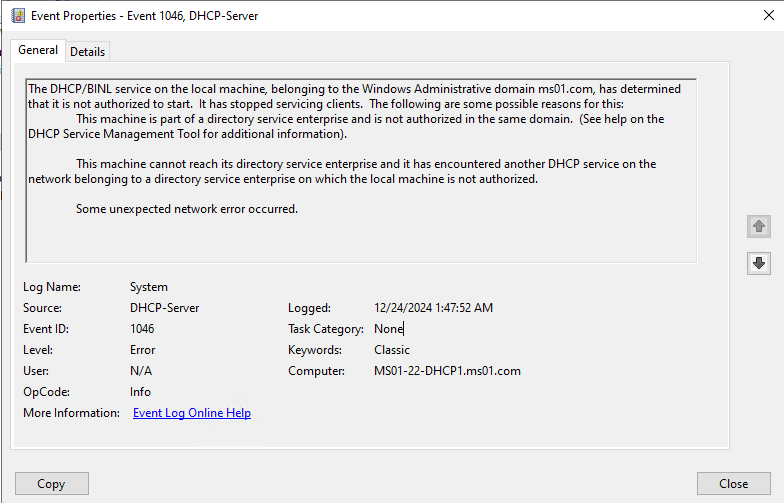 Event Properties - Event 1046, DHCP-Server
General
Details
The DHCP/BINL service on the local machine, belonging to the Windows Administrative domain ms01.com, has determined
that it is not authorized to start.  It has stopped servicing clients.  The following are some possible reasons for this:
This machine is part of a directory service enterprise and is not authorized in the same domain.  (See help on the
DHCP Service Management Tool for additional information).
This machine cannot reach its directory service enterprise and it has encountered another DHCP service on the
network belonging to a directory service enterprise on which the local machine is not authorized.
Some unexpected network error occurred.
Log Name: System
Source: DHCP-Server Logged: 12/24/2024 1:47:52 AM
Event ID: 1046 Task Category: None
Level: Error Keywords: Classic
User: N/A Computer: MS01-22-DHCP1.ms01.com
OpCode: Info
More Information: Event Log Online Help
Copy
Close